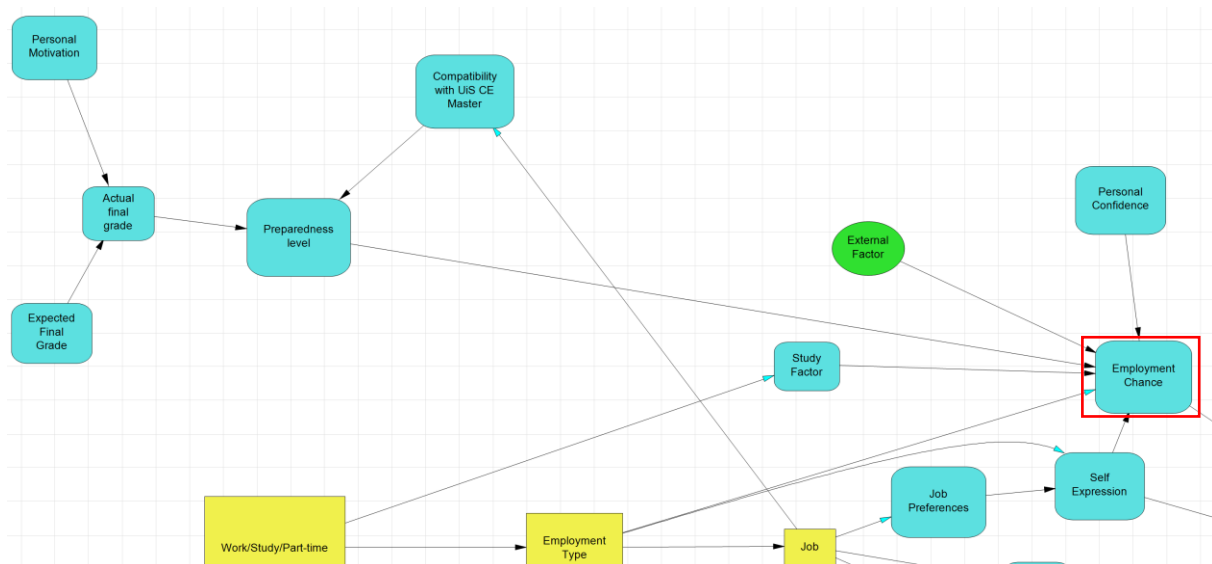 Personal
Motivation
Compatibility
with UiS CE
Master
Personal
Confidence
Actual
final
grade
Preparedness
level
External
Factor
Expected
Final
Grade
Study
Factor
Employment
Chance
Job
Preferences
Self
Expression
Work/Study/Part-time
Employment
Type
Job